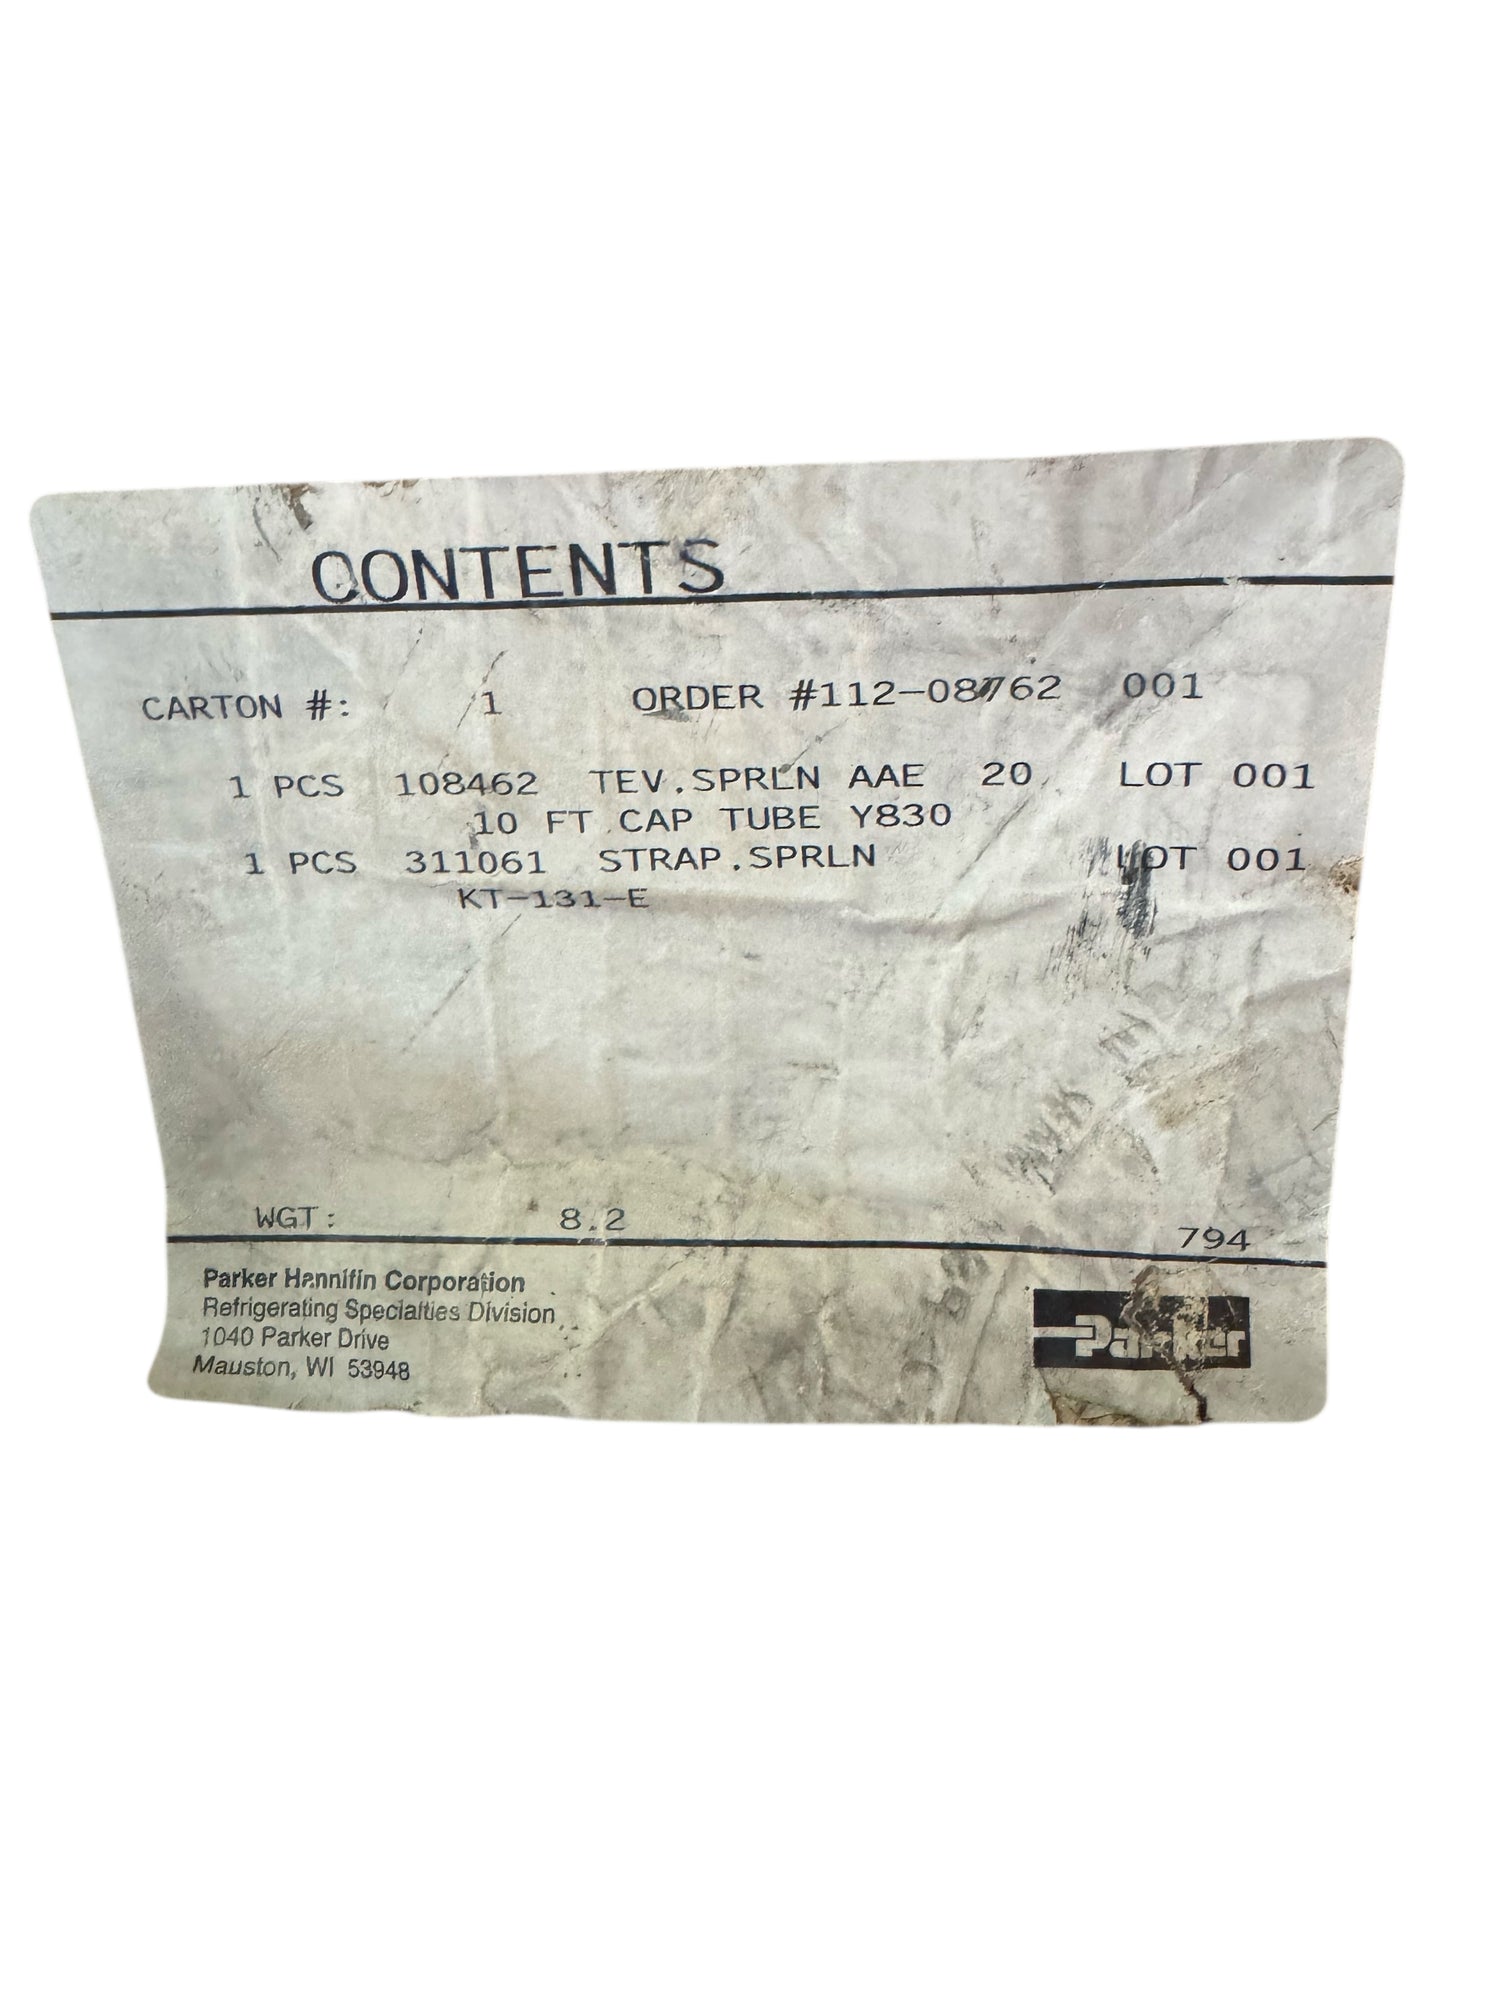 CONTENTS
CARTON #: 1 ORDER #112-08762 001
1 PCS 108462 TEV.SPRLN AAE 20 LOT 001
10 FT CAP TUBE Y830
1 PCS 311061 STRAP.SPRLN LOT 001
KT-131-E
WGT: 8.2
794
Parker Hannifin Corporation
Refrigerating Specialties Division
1040 Parker Drive
Mauston, WI 53948
Parker